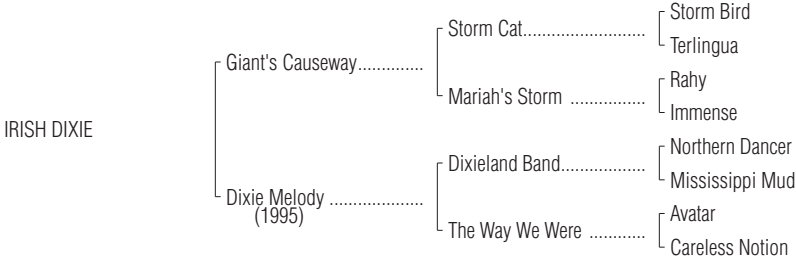 Storm Bird
Storm Cat..........................
Terlingua
Giant's Causeway..............
Rahy
Mariah's Storm ................
Immense
IRISH DIXIE
Northern Dancer
Dixieland Band..................
Mississippi Mud
Dixie Melody ....................
(1995)
Avatar
The Way We Were ............
Careless Notion